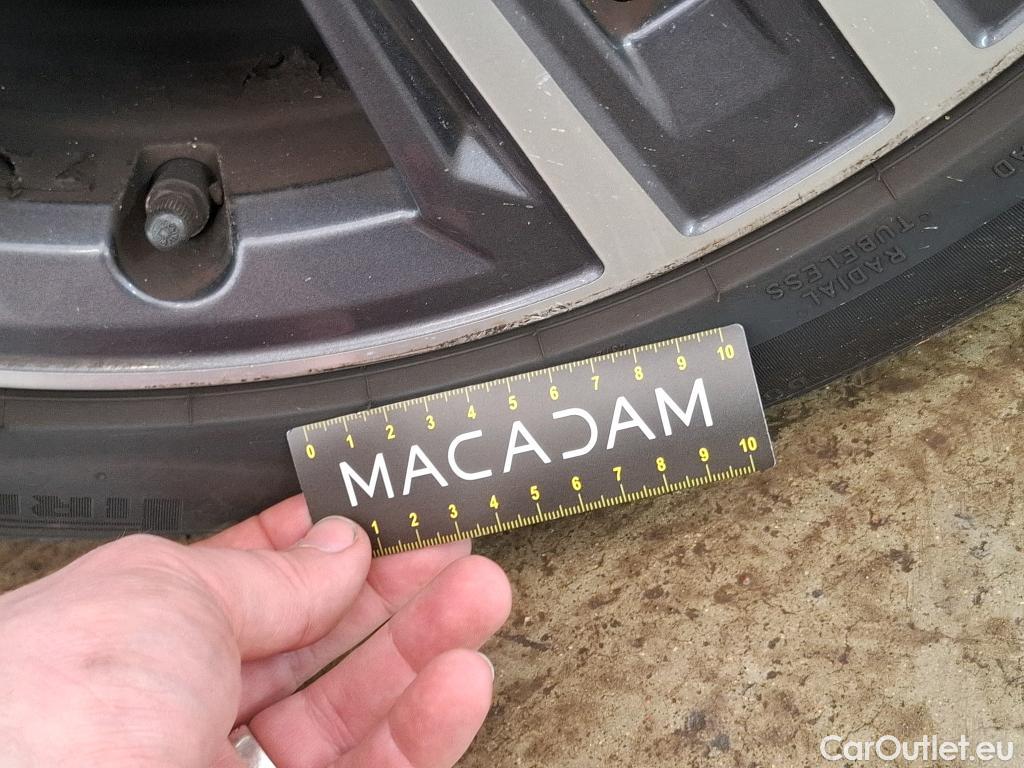 RADIAL
TUBELESS
0 1 2 3 4 5 6 7 8 9 10
MACADAM
1 2 3 4 5 6 7 8 9 10
CarOutlet.eu